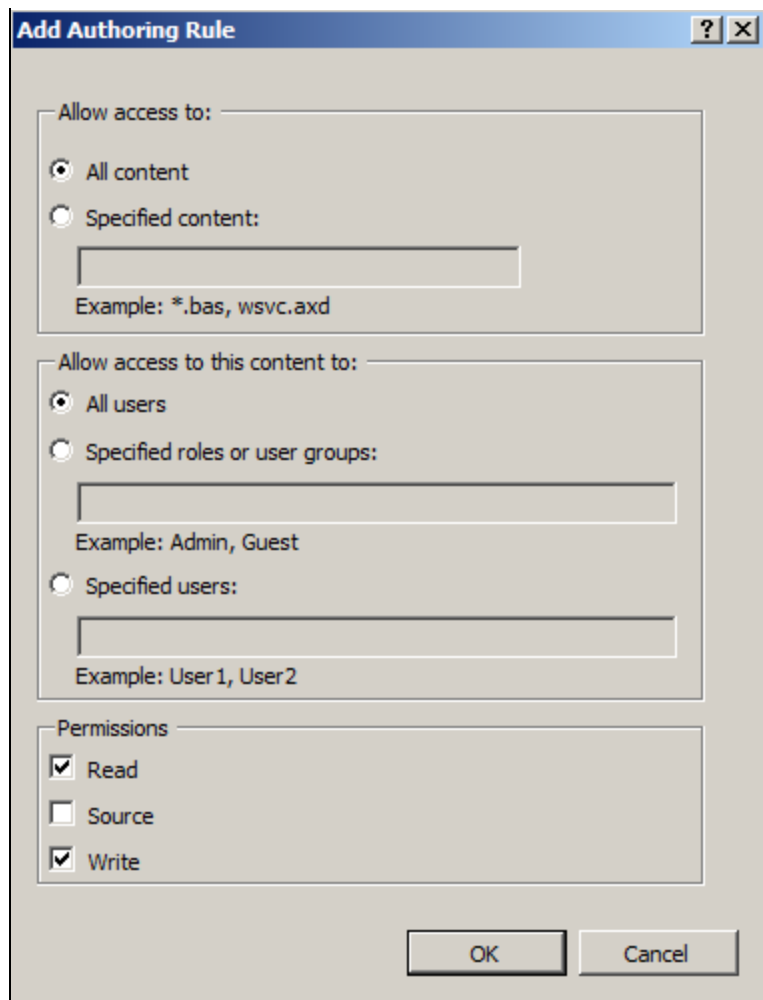 Add Authoring Rule
Allow access to:
All content
Specified content:
Example: *.bas, wsvc.axd
Allow access to this content to:
All users
Specified roles or user groups:
Example: Admin, Guest
Specified users:
Example: User1, User2
Permissions
Read
Source
Write
OK Cancel